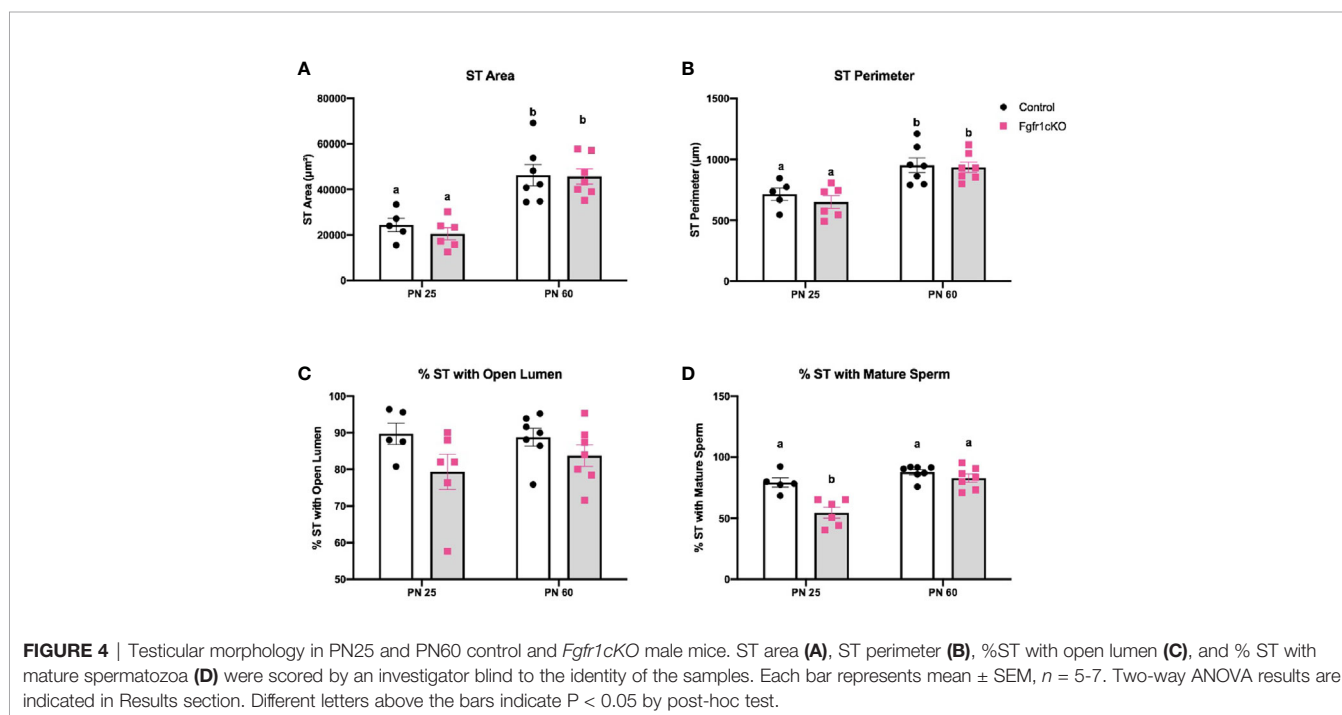 A
ST Area
ST Area (µm²)
80000
60000
40000
20000
0
a
a
b
b
PN 25
PN 60
B
ST Perimeter
ST Perimeter (µm)
1500
1000
500
0
a
a
b
b
PN 25
PN 60
Control
Fgfr1cKO
C
% ST with Open Lumen
% ST with Open Lumen
100
90
80
70
60
50
PN 25
PN 60
D
% ST with Mature Sperm
% ST with Mature Sperm
150
100
50
0
a
b
a
a
PN 25
PN 60
FIGURE 4 | Testicular morphology in PN25 and PN60 control and Fgfr1cKO male mice. ST area (A), ST perimeter (B), %ST with open lumen (C), and % ST with
mature spermatozoa (D) were scored by an investigator blind to the identity of the samples. Each bar represents mean ± SEM, n = 5-7. Two-way ANOVA results are
indicated in Results section. Different letters above the bars indicate P < 0.05 by post-hoc test.